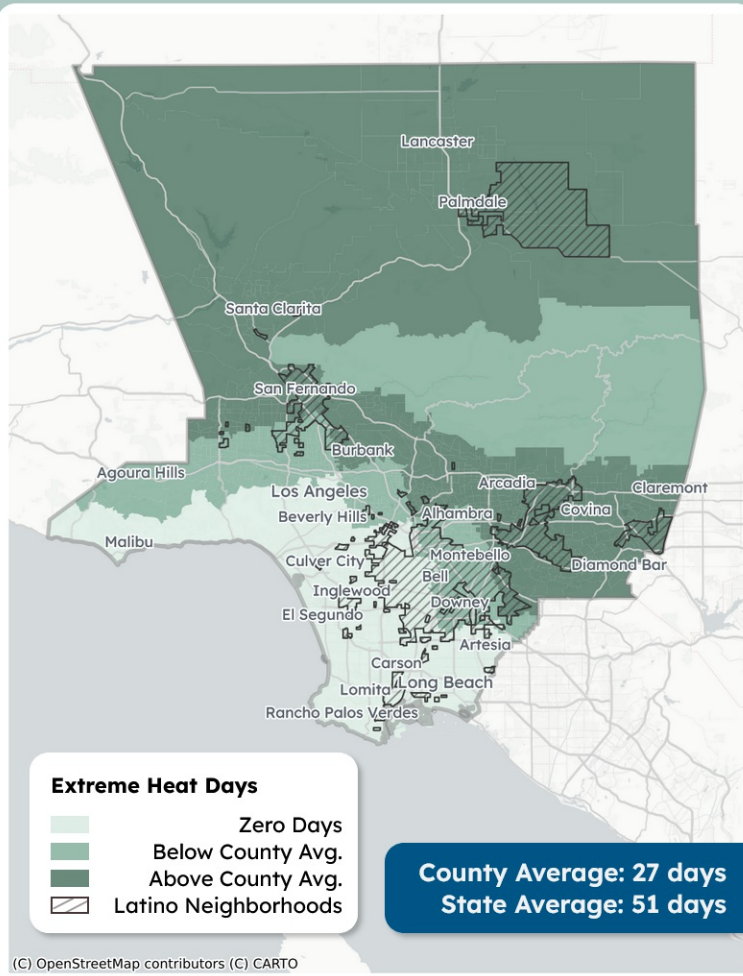 Lancaster
Palmdale
Santa Clarita
San Fernando
Burbank
Agoura Hills
Los Angeles
Arcadia
Claremont
Beverly Hills
Alhambra
Covina
Malibu
Culver City
Montebello
Diamond Bar
Bell
Inglewood
Downey
El Segundo
Artesia
Carson
Lomita
Long Beach
Rancho Palos Verdes
Extreme Heat Days
Zero Days
Below County Avg.
Above County Avg.
Latino Neighborhoods
County Average: 27 days
State Average: 51 days
(C) OpenStreetMap contributors (C) CARTO